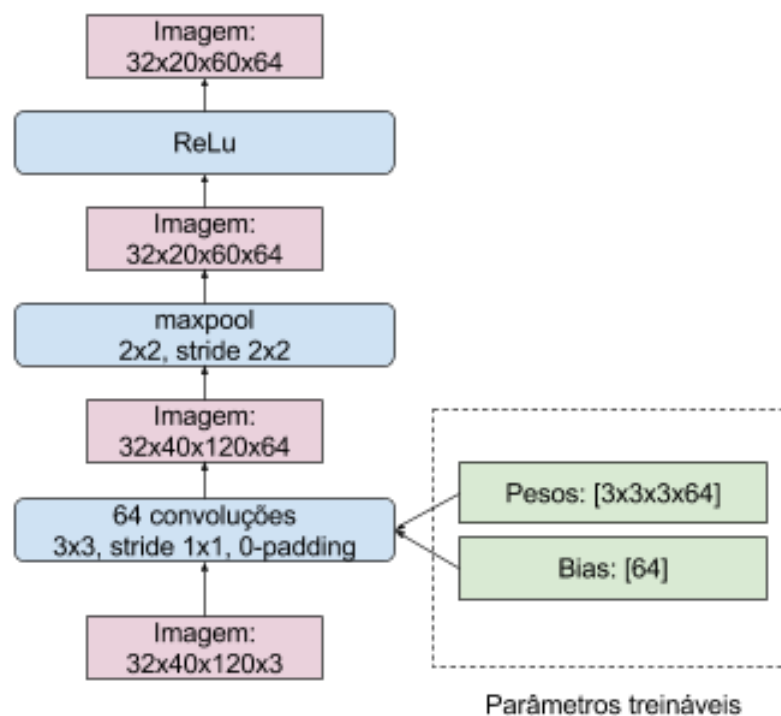 Imagem:
32x20x60x64
ReLu
Imagem:
32x20x60x64
maxpool
2x2, stride 2x2
Imagem:
32x40x120x64
64 convoluções
3x3, stride 1x1, 0-padding
Pesos: [3x3x3x64]
Bias: [64]
Imagem:
32x40x120x3
Parâmetros treináveis